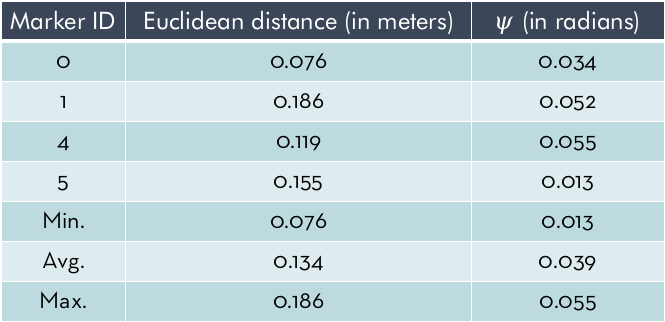 Marker ID Euclidean distance (in meters) ψ (in radians)
0 0.076 0.034
1 0.186 0.052
4 0.119 0.055
5 0.155 0.013
Min. 0.076 0.013
Avg. 0.134 0.039
Max. 0.186 0.055